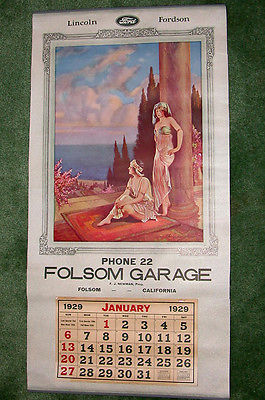 Lincoln Ford Fordson
PHONE 22
FOLSOM GARAGE
F. J. NEWMAN, Prop.
FOLSOM — CALIFORNIA
1929 JANUARY 1929
1 2 3 4 5
6 7 8 9 10 11 12
13 14 15 16 17 18 19
20 21 22 23 24 25 26
27 28 29 30 31